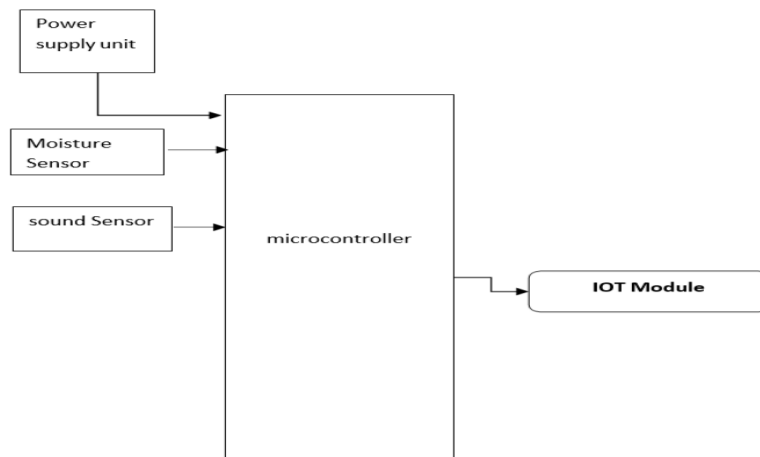 Power
supply unit
Moisture
Sensor
sound Sensor
microcontroller
IOT Module